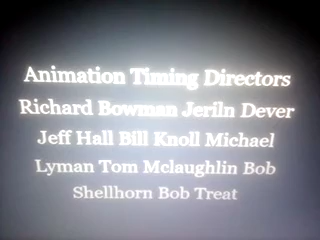 Animation Timing Directors
Richard Bowman Jeriln Dever
Jeff Hall Bill Knoll Michael
Lyman Tom Mclaughlin Bob
Shellhorn Bob Treat